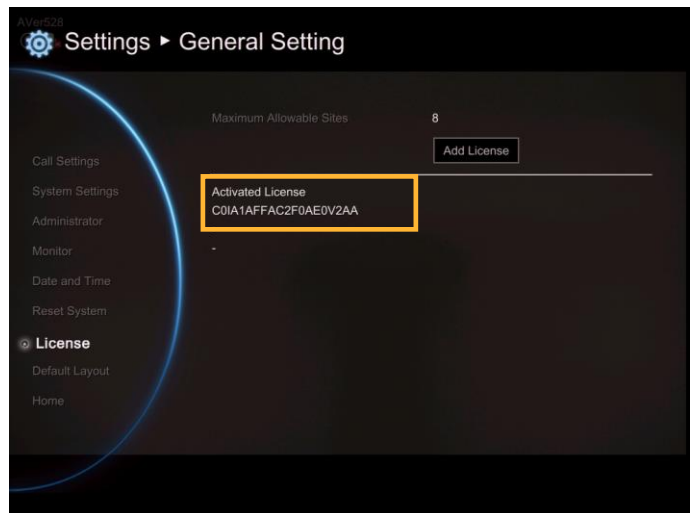 AVer528
Settings ► General Setting
Maximum Allowable Sites 8
Add License
Call Settings
System Settings
Administrator
Monitor
Date and Time
Reset System
License
Default Layout
Home
Activated License
C0IA1AFFAC2F0AE0V2AA
-